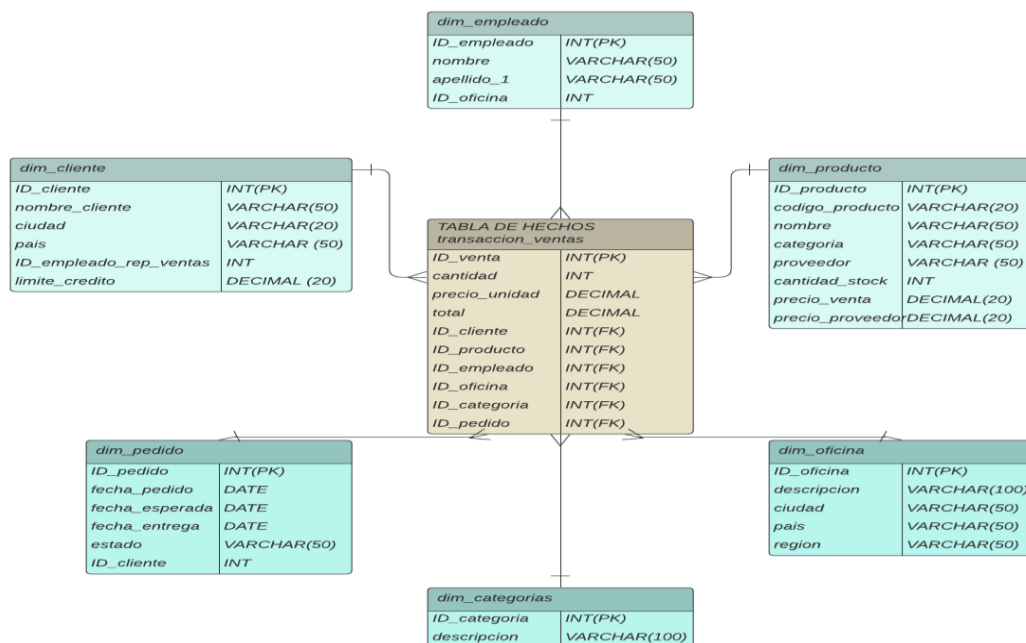 dim_empleado
ID_empleado INT(PK)
nombre VARCHAR(50)
apellido_1 VARCHAR(50)
ID_oficina INT
dim_cliente
ID_cliente INT(PK)
nombre_cliente VARCHAR(50)
ciudad VARCHAR(20)
pais VARCHAR (50)
ID_empleado_rep_ventas INT
limite_credito DECIMAL (20)
TABLA DE HECHOS
transaccion_ventas
ID_venta INT(PK)
cantidad INT
precio_unidad DECIMAL
total DECIMAL
ID_cliente INT(FK)
ID_producto INT(FK)
ID_empleado INT(FK)
ID_oficina INT(FK)
ID_categoria INT(FK)
ID_pedido INT(FK)
dim_producto
ID_producto INT(PK)
codigo_producto VARCHAR(20)
nombre VARCHAR(50)
categoria VARCHAR(50)
proveedor VARCHAR (50)
cantidad_stock INT
precio_venta DECIMAL(20)
precio_proveedor DECIMAL(20)
dim_pedido
ID_pedido INT(PK)
fecha_pedido DATE
fecha_esperada DATE
fecha_entrega DATE
estado VARCHAR(50)
ID_cliente INT
dim_oficina
ID_oficina INT(PK)
descripcion VARCHAR(100)
ciudad VARCHAR(50)
pais VARCHAR(50)
region VARCHAR(50)
dim_categorias
ID_categoria INT(PK)
descripcion VARCHAR(100)